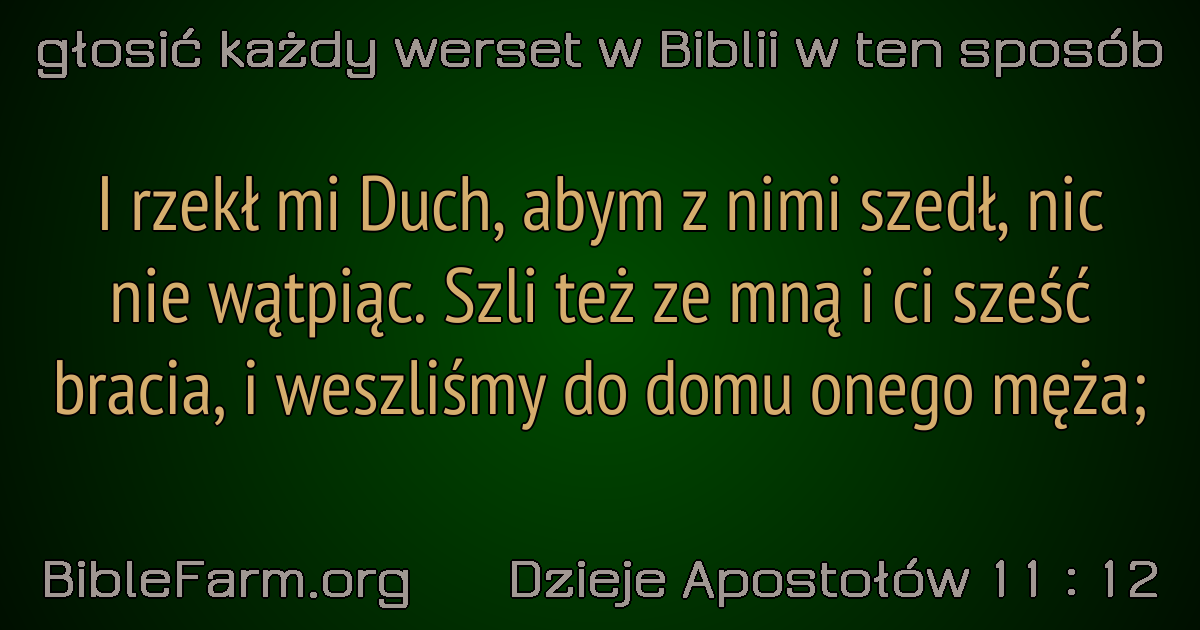 głosić każdy werset w Biblii w ten sposób
I rzekł mi Duch, abym z nimi szedł, nic
nie wątpiąc. Szli też ze mną i ci sześć
bracia, i weszliśmy do domu onego męża;
BibleFarm.org Dzieje Apostołów 11 : 12